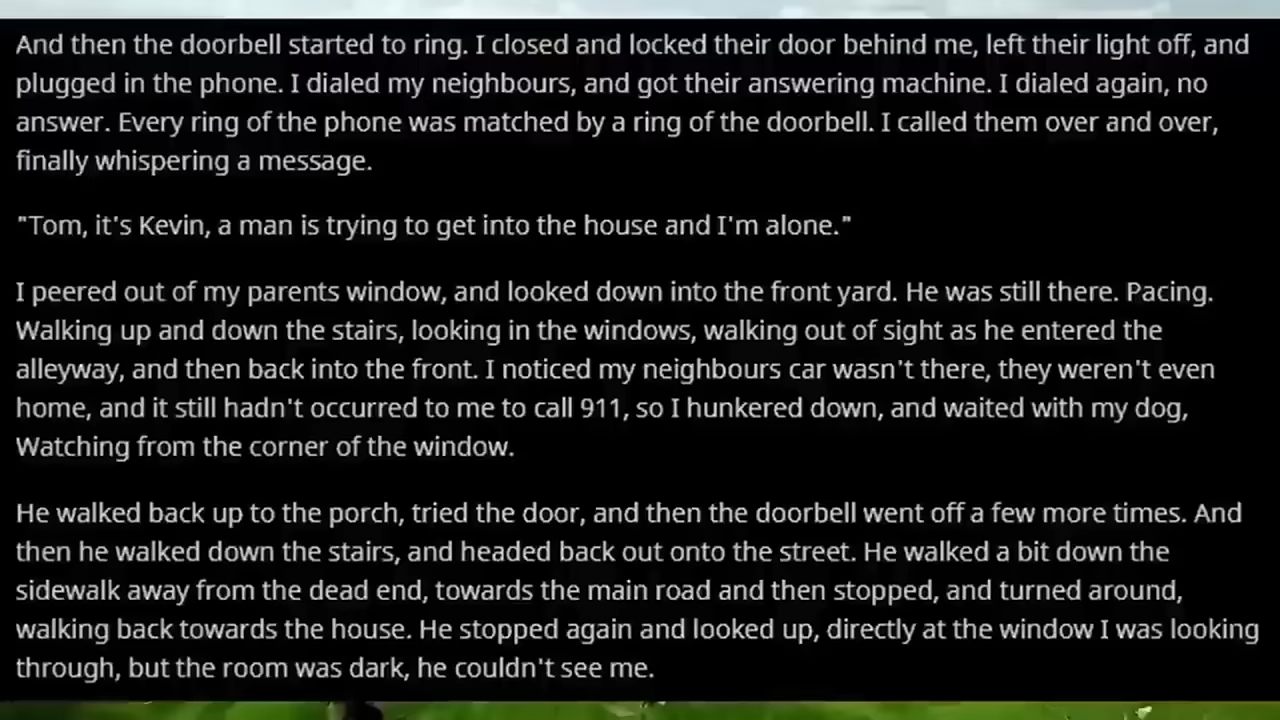 And then the doorbell started to ring. I closed and locked their door behind me, left their light off, and
plugged in the phone. I dialed my neighbours, and got their answering machine. I dialed again, no
answer. Every ring of the phone was matched by a ring of the doorbell. I called them over and over,
finally whispering a message.
"Tom, it's Kevin, a man is trying to get into the house and I'm alone."
I peered out of my parents window, and looked down into the front yard. He was still there. Pacing.
Walking up and down the stairs, looking in the windows, walking out of sight as he entered the
alleyway, and then back into the front. I noticed my neighbours car wasn't there, they weren't even
home, and it still hadn't occurred to me to call 911, so I hunkered down, and waited with my dog,
Watching from the corner of the window.
He walked back up to the porch, tried the door, and then the doorbell went off a few more times. And
then he walked down the stairs, and headed back out onto the street. He walked a bit down the
sidewalk away from the dead end, towards the main road and then stopped, and turned around,
walking back towards the house. He stopped again and looked up, directly at the window I was looking
through, but the room was dark, he couldn't see me.